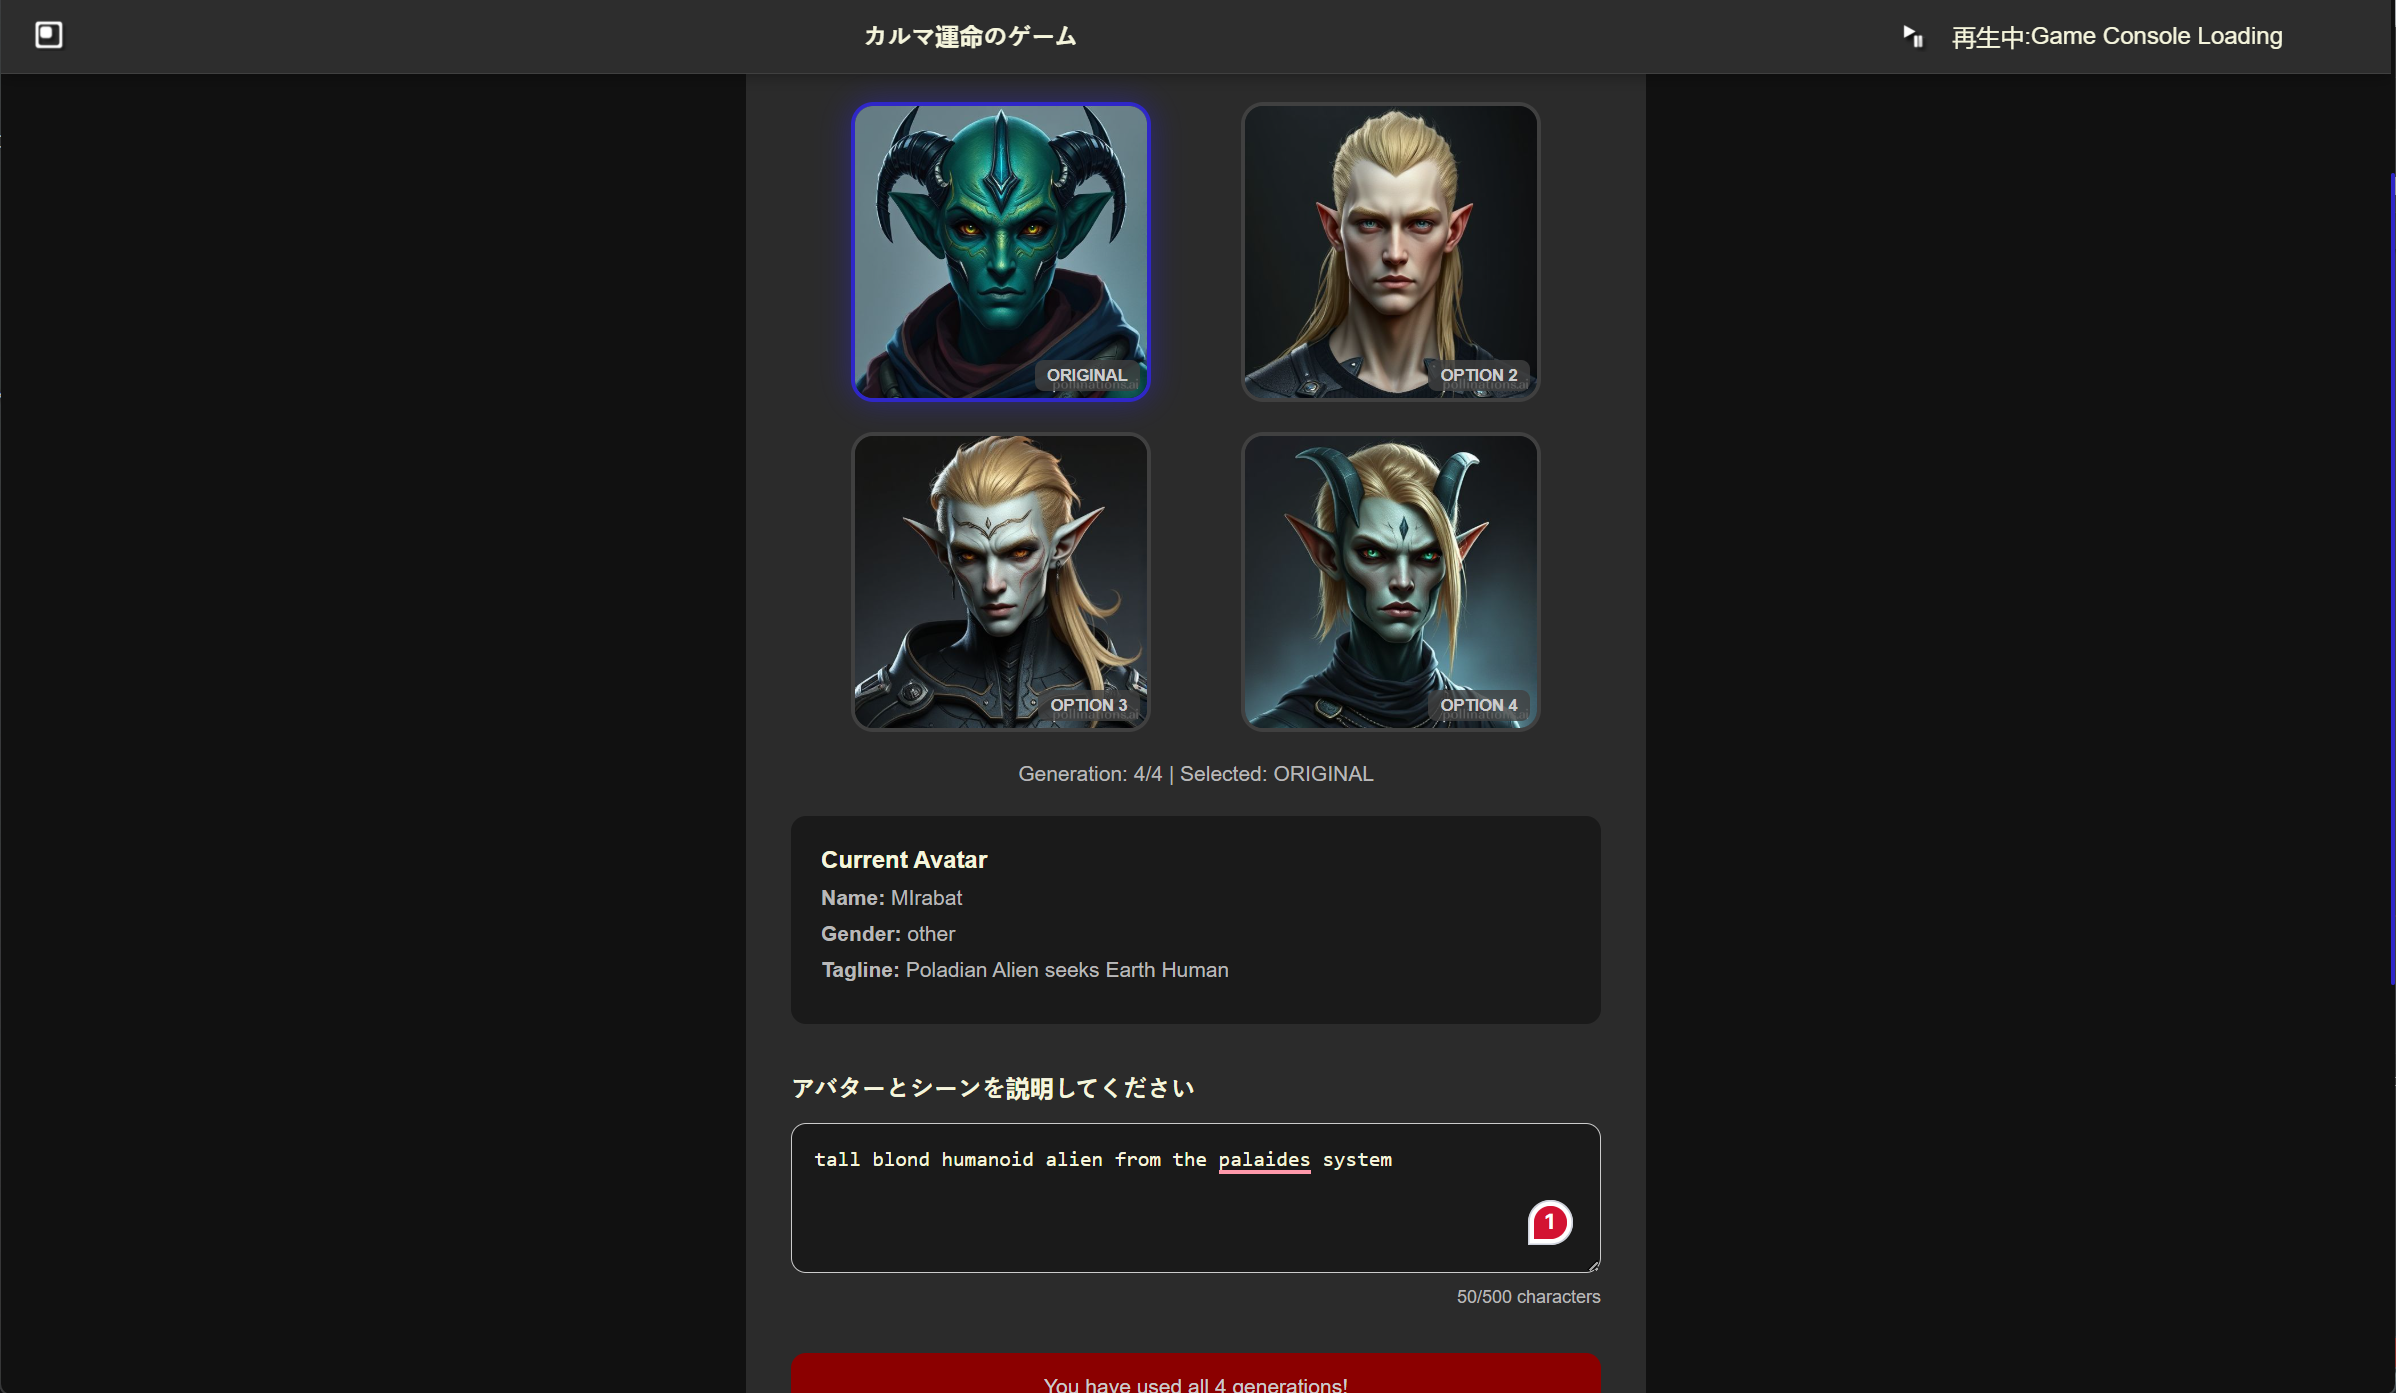 カルマ運命のゲーム
再生中:Game Console Loading
ORIGINAL
pollinations.ai
OPTION 2
pollinations.ai
OPTION 3
pollinations.ai
OPTION 4
pollinations.ai
Generation: 4/4 | Selected: ORIGINAL
Current Avatar
Name: MIrabat
Gender: other
Tagline: Poladian Alien seeks Earth Human
アバターとシーンを説明してください
tall blond humanoid alien from the palaides system
1
50/500 characters
You have used all 4 generations!